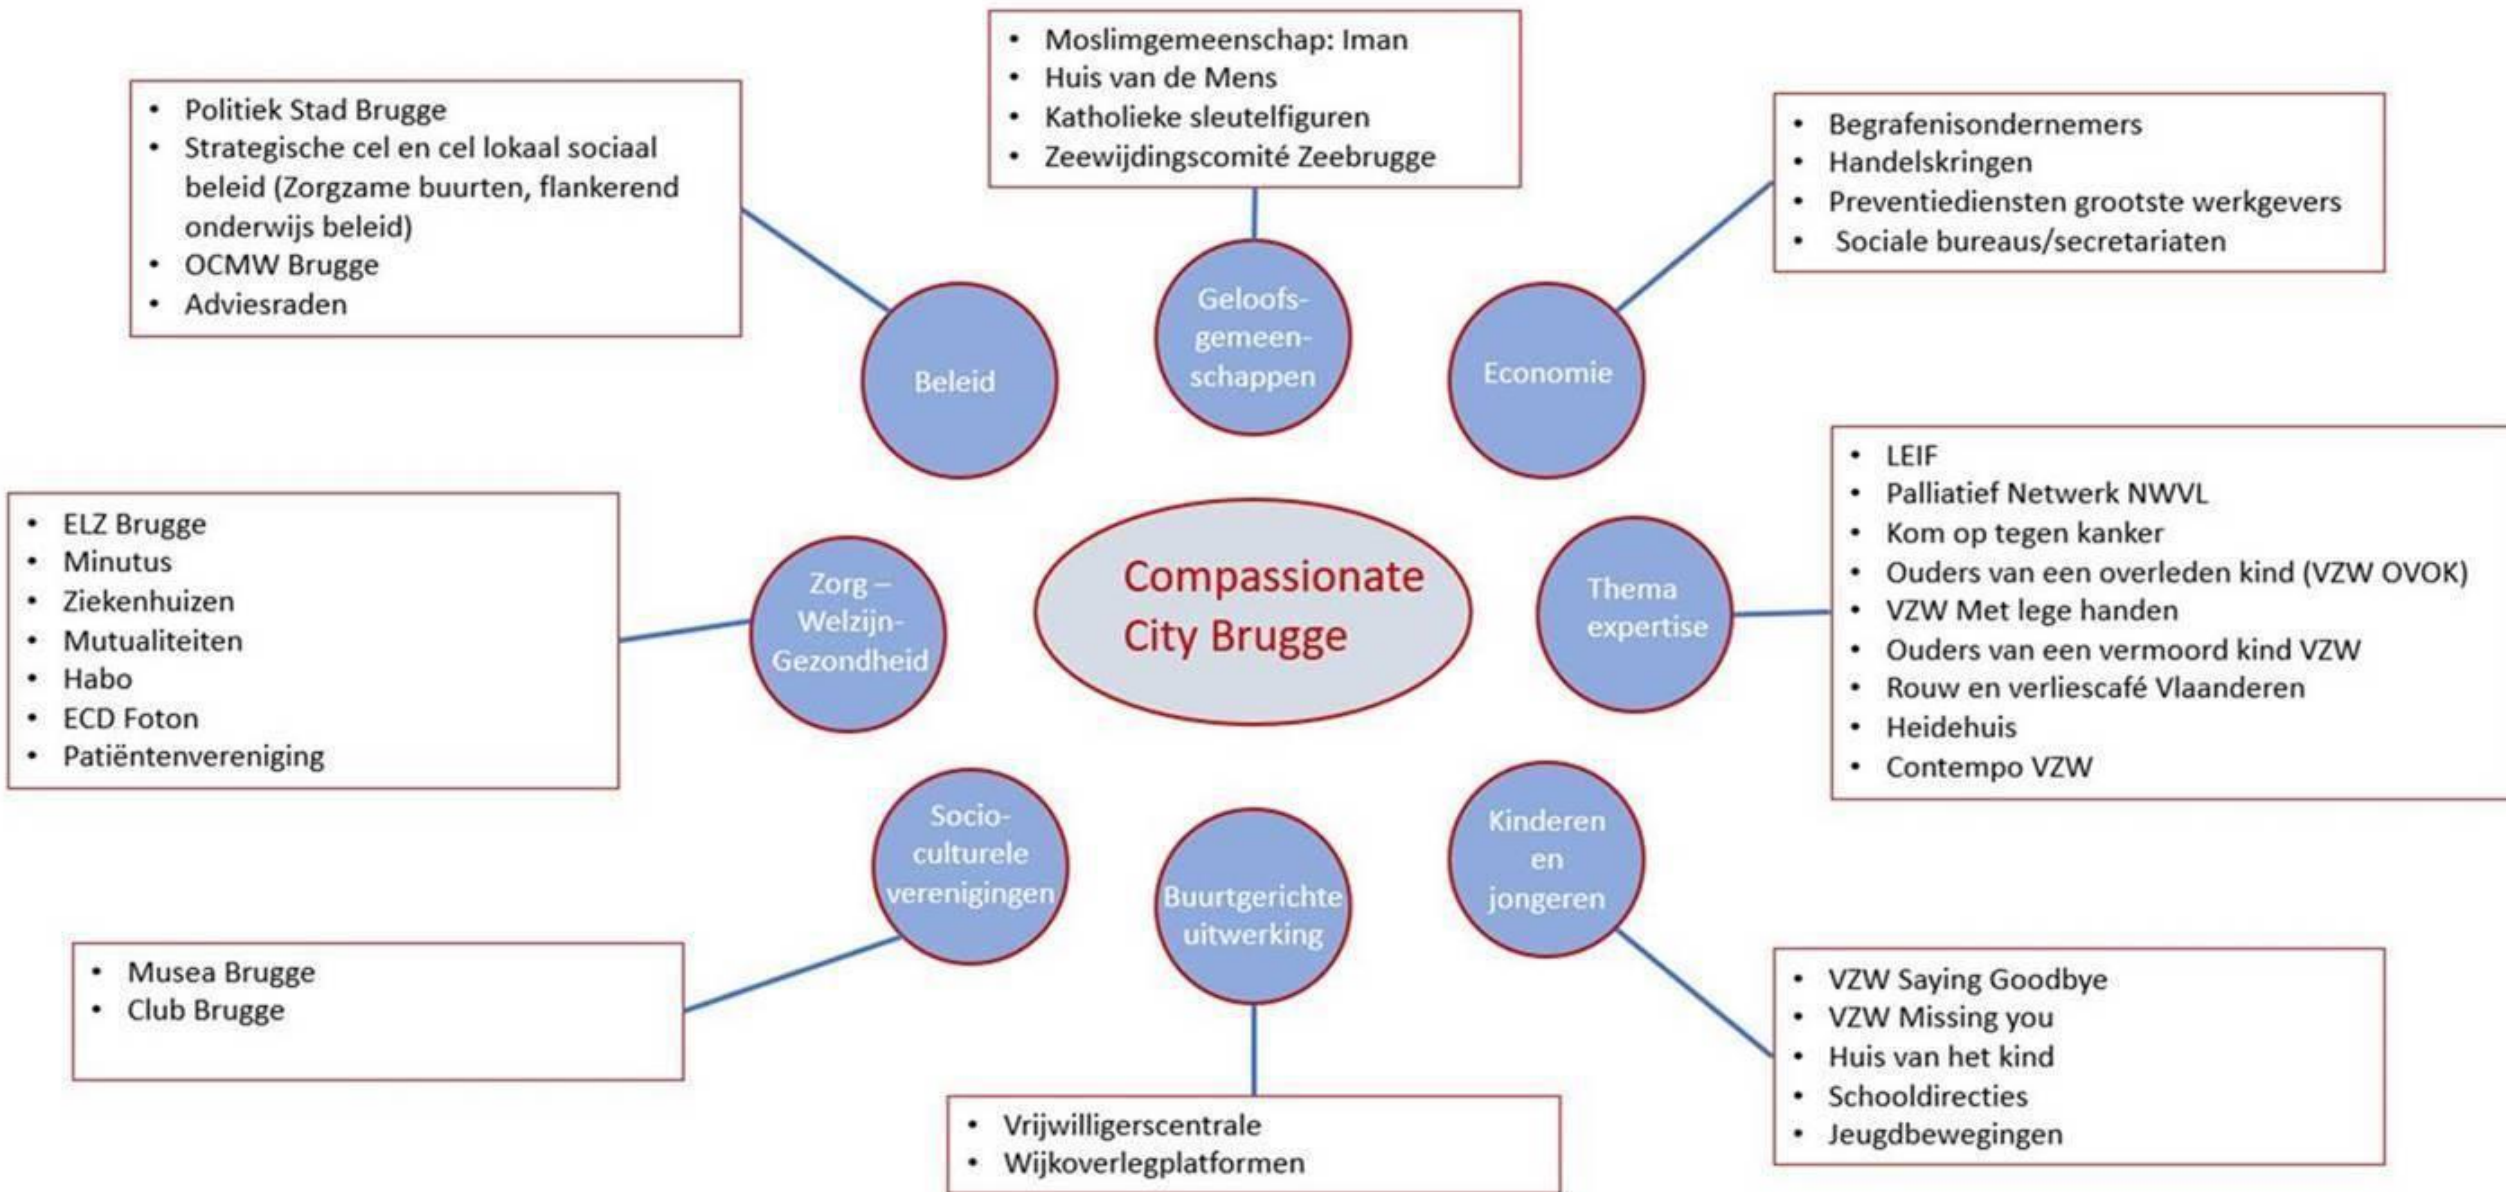 • Moslimgemeenschap: Iman
• Huis van de Mens
• Katholieke sleutelfiguren
• Zeewijdingscomité Zeebrugge
• Politiek Stad Brugge
• Strategische cel en cel lokaal sociaal
beleid (Zorgzame buurten, flankerend
onderwijs beleid)
• OCMW Brugge
• Adviesraden
• Begrafenisondernemers
• Handelskringen
• Preventiediensten grootste werkgevers
• Sociale bureaus/secretariaten
Beleid
Geloofs-
gemeen-
schappen
Economie
• ELZ Brugge
• Minutus
• Ziekenhuizen
• Mutualiteiten
• Habo
• ECD Foton
• Patiëntenvereniging
Zorg –
Welzijn-
Gezondheid
Compassionate
City Brugge
Thema
expertise
• LEIF
• Palliatief Netwerk NWVL
• Kom op tegen kanker
• Ouders van een overleden kind (VZW OVOK)
• VZW Met lege handen
• Ouders van een vermoord kind VZW
• Rouw en verliescafé Vlaanderen
• Heidehuis
• Contempo VZW
Socio-
culturele
verenigingen
Buurtgerichte
uitwerking
Kinderen
en
jongeren
• Musea Brugge
• Club Brugge
• Vrijwilligerscentrale
• Wijkoverlegplatformen
• VZW Saying Goodbye
• VZW Missing you
• Huis van het kind
• Schooldirecties
• Jeugdbewegingen